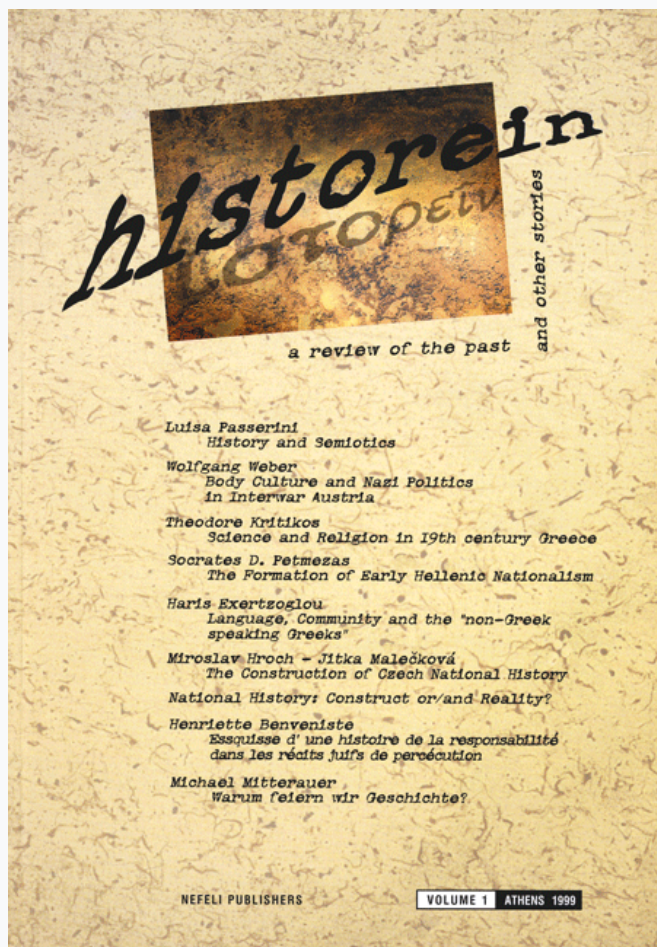 historein
ἱστορεῖν
and other stories
a review of the past
Luisa Passerini
History and Semiotics
Wolfgang Weber
Body Culture and Nazi Politics
in Interwar Austria
Theodore Kritikos
Science and Religion in 19th century Greece
Socrates D. Petmezas
The Formation of Early Hellenic Nationalism
Haris Exertzoglou
Language, Community and the "non-Greek
speaking Greeks"
Miroslav Hroch - Jitka Malečková
The Construction of Czech National History
National History: Construct or/and Reality?
Henriette Benveniste
Essquisse d' une histoire de la responsabilité
dans les récits juifs de percécution
Michael Mitterauer
Warum feiern wir Geschichte?
NEFELI PUBLISHERS
VOLUME 1 ATHENS 1999